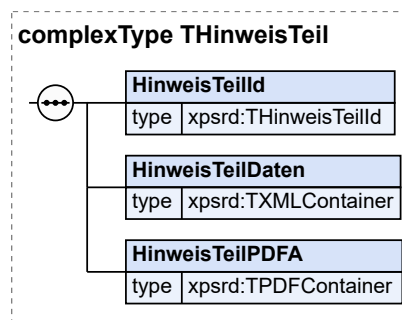 complexType THinweisTeil
HinweisTeilId
type xpsrd:THinweisTeilId
HinweisTeilDaten
type xpsrd:TXMLContainer
HinweisTeilPDFA
type xpsrd:TPDFContainer